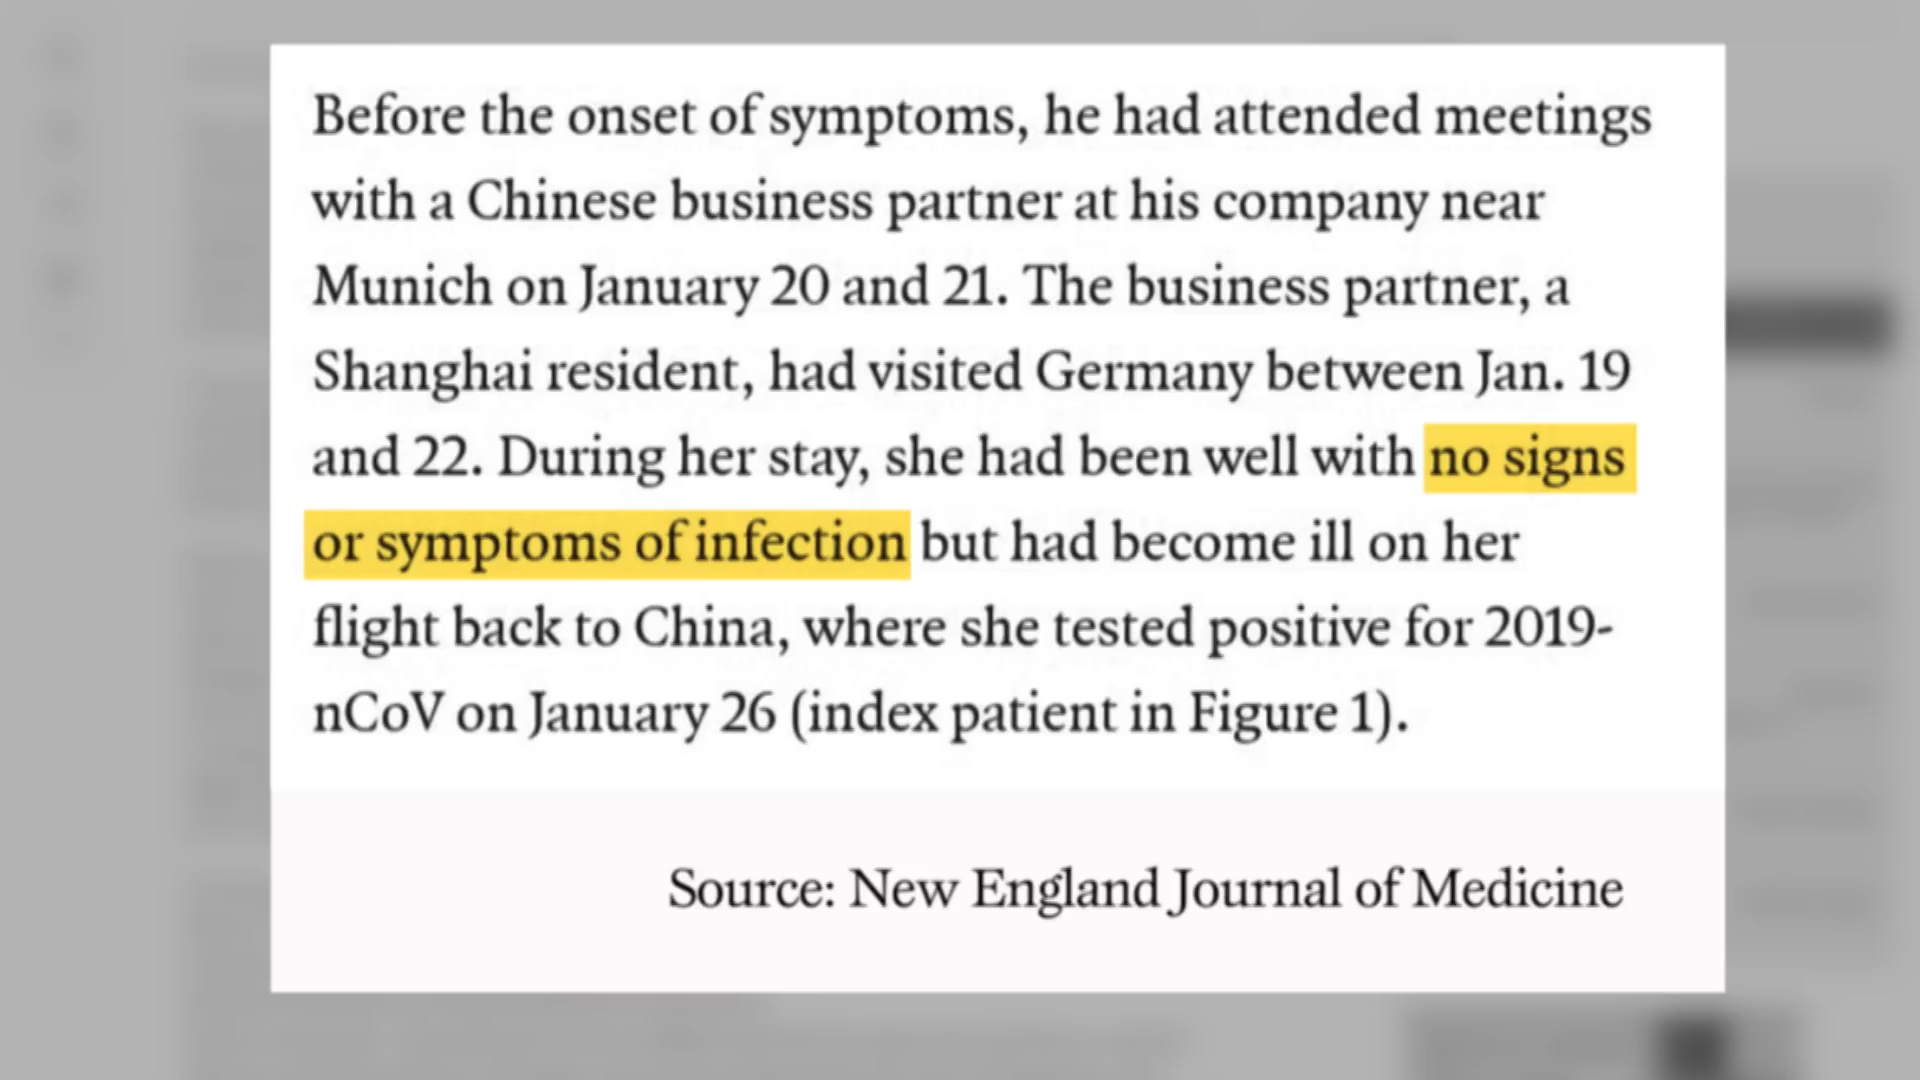 Before the onset of symptoms, he had attended meetings
with a Chinese business partner at his company near
Munich on January 20 and 21. The business partner, a
Shanghai resident, had visited Germany between Jan. 19
and 22. During her stay, she had been well with no signs
or symptoms of infection but had become ill on her
flight back to China, where she tested positive for 2019-
nCoV on January 26 (index patient in Figure 1).
Source: New England Journal of Medicine